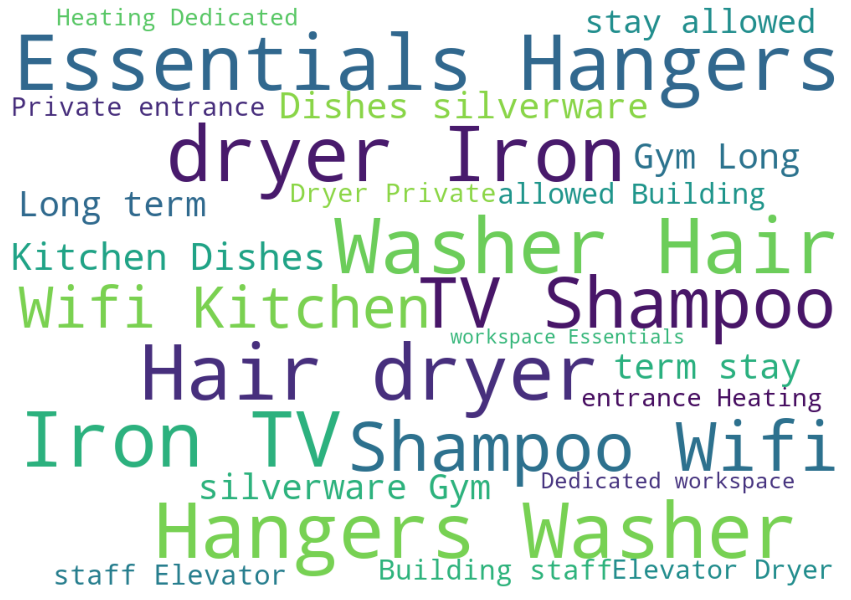 Heating Dedicated
stay allowed
Essentials Hangers
Private entrance
Dishes silverware
dryer Iron
Gym Long
Dryer Private
allowed Building
Long term
Washer Hair
Kitchen Dishes
Wifi Kitchen
TV Shampoo
workspace Essentials
Hair dryer
term stay
entrance Heating
Iron TV
Shampoo Wifi
silverware Gym
Dedicated workspace
Hangers Washer
staff Elevator
Building staff
Elevator Dryer